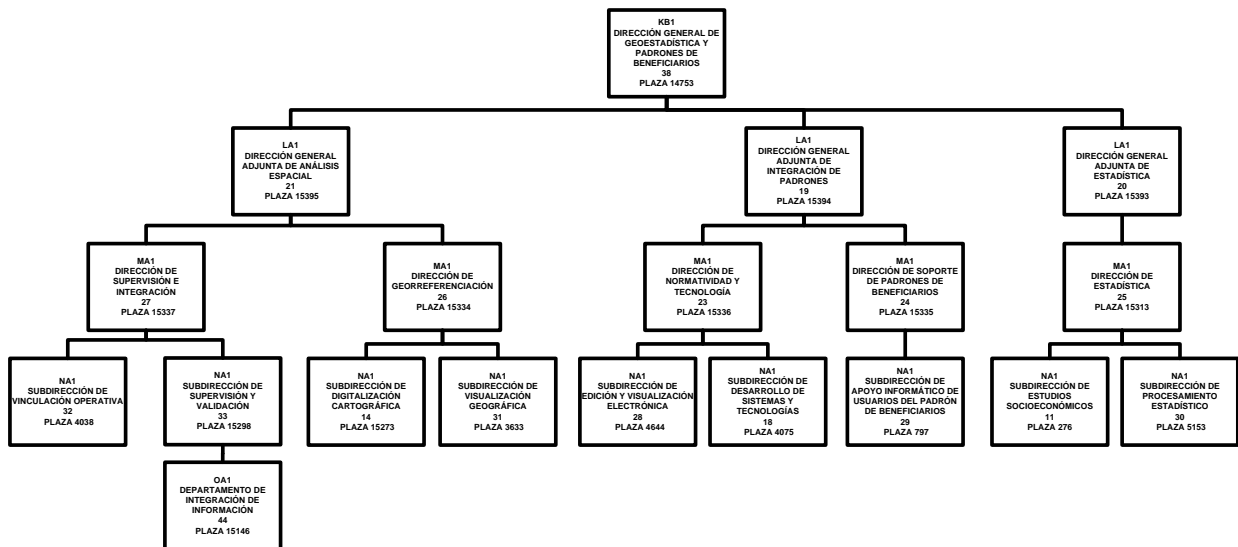 KB1
DIRECCIÓN GENERAL DE
GEOESTADÍSTICA Y
PADRONES DE
BENEFICIARIOS
38
PLAZA 14753
LA1
DIRECCIÓN GENERAL
ADJUNTA DE ANÁLISIS
ESPACIAL
21
PLAZA 15395
LA1
DIRECCIÓN GENERAL
ADJUNTA DE
INTEGRACIÓN DE
PADRONES
19
PLAZA 15394
LA1
DIRECCIÓN GENERAL
ADJUNTA DE
ESTADÍSTICA
20
PLAZA 15393
MA1
DIRECCIÓN DE
SUPERVISIÓN E
INTEGRACIÓN
27
PLAZA 15337
MA1
DIRECCIÓN DE
GEORREFERENCIACIÓN
26
PLAZA 15334
MA1
DIRECCIÓN DE
NORMATIVIDAD Y
TECNOLOGÍA
23
PLAZA 15336
MA1
DIRECCIÓN DE SOPORTE
DE PADRONES DE
BENEFICIARIOS
24
PLAZA 15335
MA1
DIRECCIÓN DE
ESTADÍSTICA
25
PLAZA 15313
NA1
SUBDIRECCIÓN DE
VINCULACIÓN OPERATIVA
32
PLAZA 4038
NA1
SUBDIRECCIÓN DE
SUPERVISIÓN Y
VALIDACIÓN
33
PLAZA 15298
NA1
SUBDIRECCIÓN DE
DIGITALIZACIÓN
CARTOGRÁFICA
14
PLAZA 15273
NA1
SUBDIRECCIÓN DE
VISUALIZACIÓN
GEOGRÁFICA
31
PLAZA 3633
NA1
SUBDIRECCIÓN DE
EDICIÓN Y VISUALIZACIÓN
ELECTRÓNICA
28
PLAZA 4644
NA1
SUBDIRECCIÓN DE
DESARROLLO DE
SISTEMAS Y
TECNOLOGÍAS
18
PLAZA 4075
NA1
SUBDIRECCIÓN DE
APOYO INFORMÁTICO DE
USUARIOS DEL PADRÓN
DE BENEFICIARIOS
29
PLAZA 797
NA1
SUBDIRECCIÓN DE
ESTUDIOS
SOCIOECONÓMICOS
11
PLAZA 276
NA1
SUBDIRECCIÓN DE
PROCESAMIENTO
ESTADÍSTICO
30
PLAZA 5153
OA1
DEPARTAMENTO DE
INTEGRACIÓN DE
INFORMACIÓN
44
PLAZA 15146